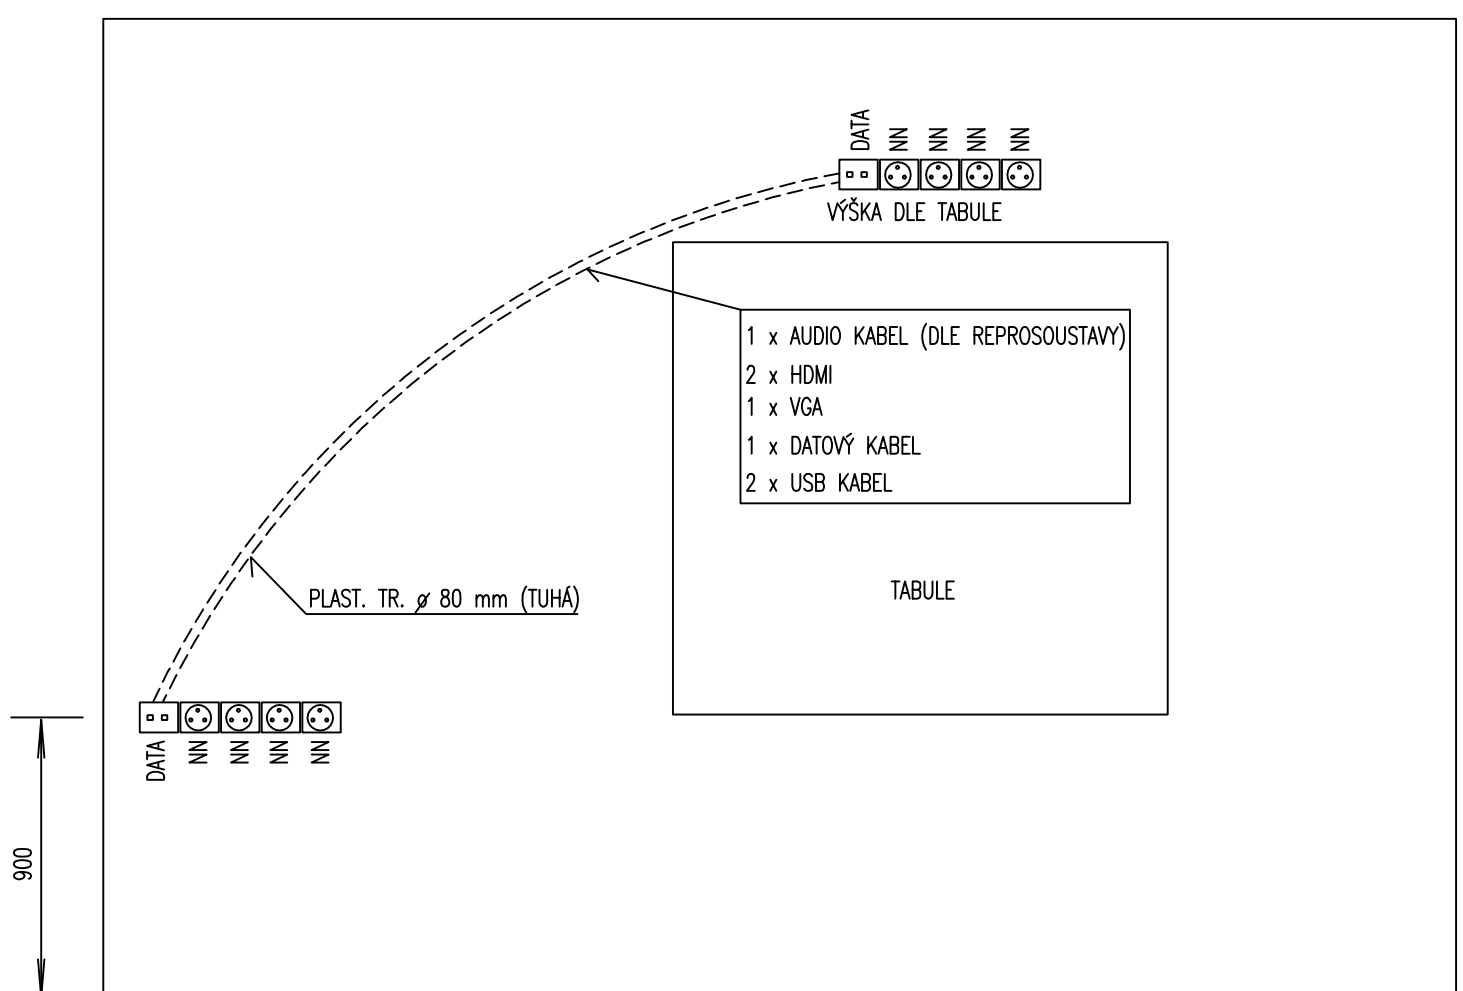 DATA
NN
NN
NN
NN
VÝŠKA DLE TABULE
1 x AUDIO KABEL (DLE REPROSOUSTAVY)
2 x HDMI
1 x VGA
1 x DATOVÝ KABEL
2 x USB KABEL
TABULE
PLAST. TR. ø 80 mm (TUHÁ)
DATA
NN
NN
NN
NN
900